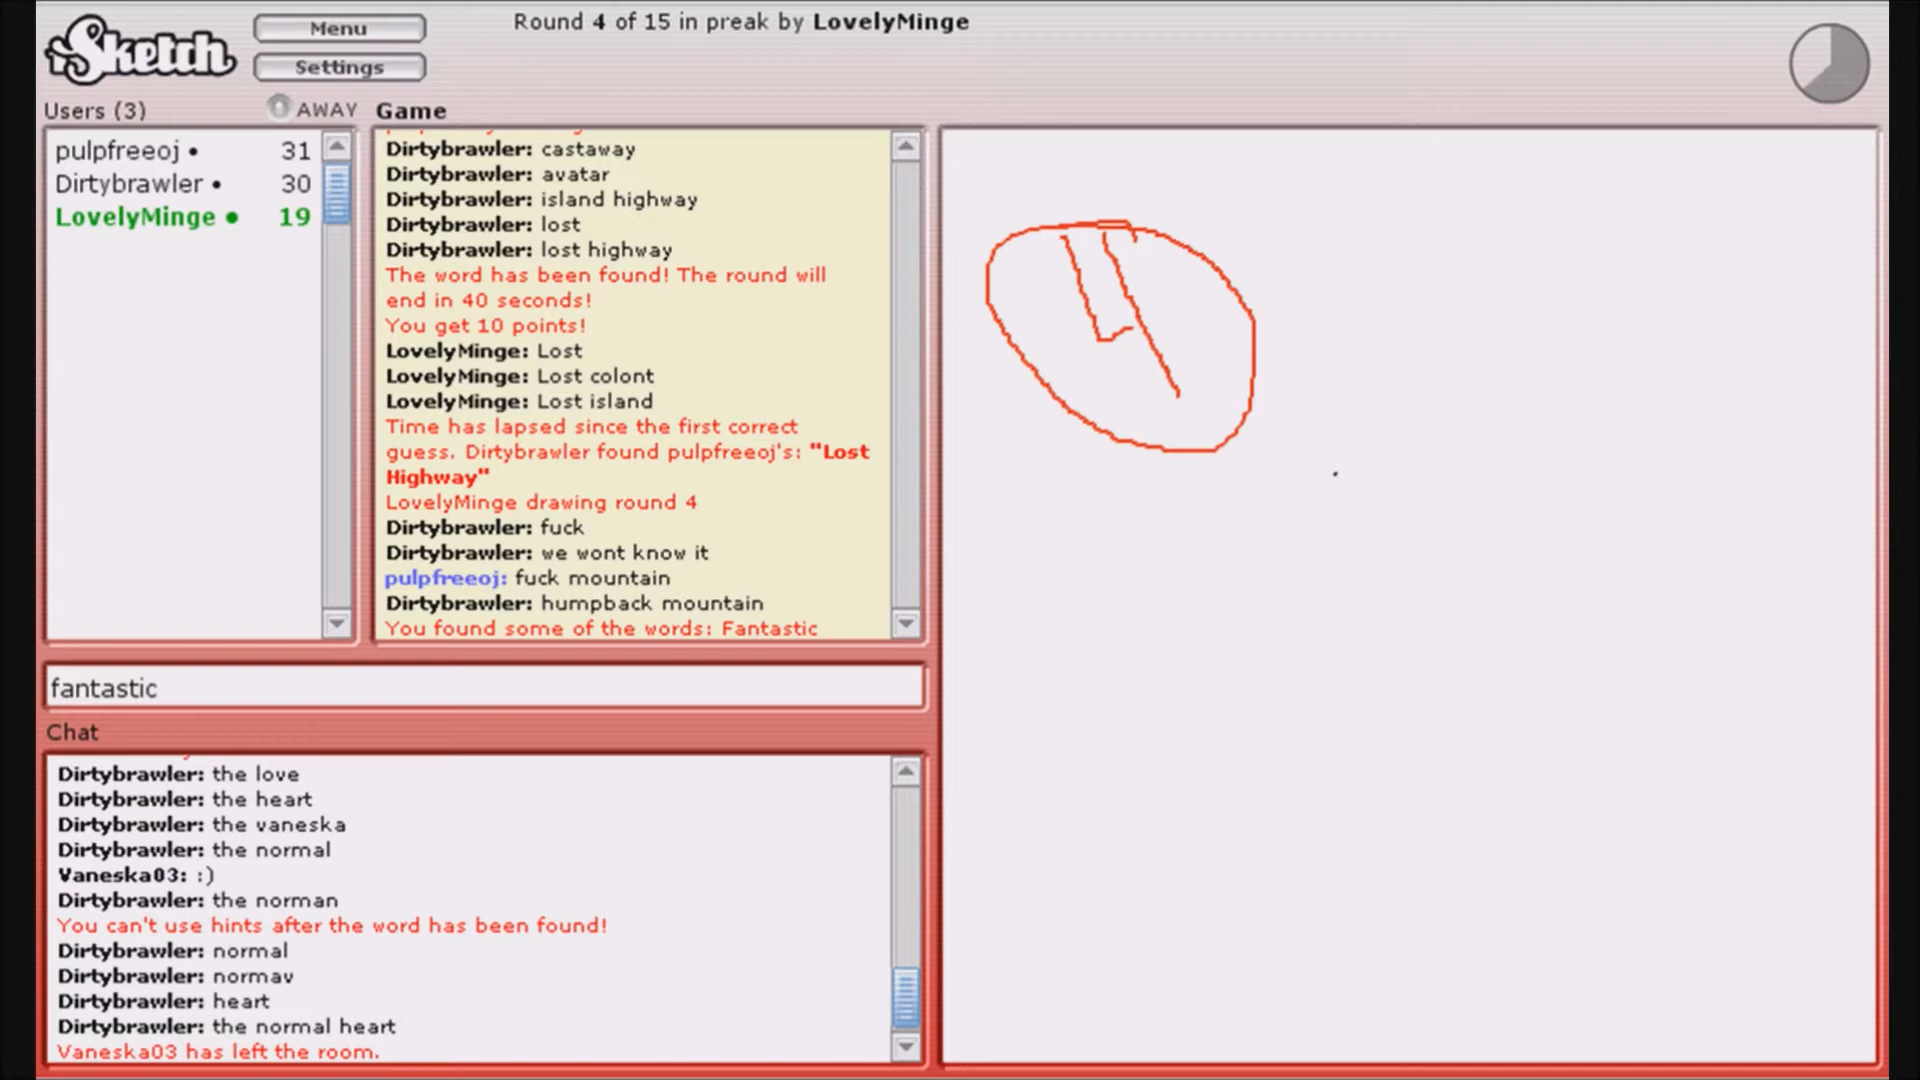 iSketch
Menu
Settings
Round 4 of 15 in preak by LovelyMinge
Users (3)
AWAY
Game
pulpfreeoj • 31
Dirtybrawler • 30
LovelyMinge • 19
Dirtybrawler: castaway
Dirtybrawler: avatar
Dirtybrawler: island highway
Dirtybrawler: lost
Dirtybrawler: lost highway
The word has been found! The round will
end in 40 seconds!
You get 10 points!
LovelyMinge: Lost
LovelyMinge: Lost colont
LovelyMinge: Lost island
Time has lapsed since the first correct
guess. Dirtybrawler found pulpfreeoj's: "Lost
Highway"
LovelyMinge drawing round 4
Dirtybrawler: fuck
Dirtybrawler: we wont know it
pulpfreeoj: fuck mountain
Dirtybrawler: humpback mountain
You found some of the words: Fantastic
fantastic
Chat
Dirtybrawler: the love
Dirtybrawler: the heart
Dirtybrawler: the vaneska
Dirtybrawler: the normal
Vaneska03: :)
Dirtybrawler: the norman
You can't use hints after the word has been found!
Dirtybrawler: normal
Dirtybrawler: normav
Dirtybrawler: heart
Dirtybrawler: the normal heart
Vaneska03 has left the room.